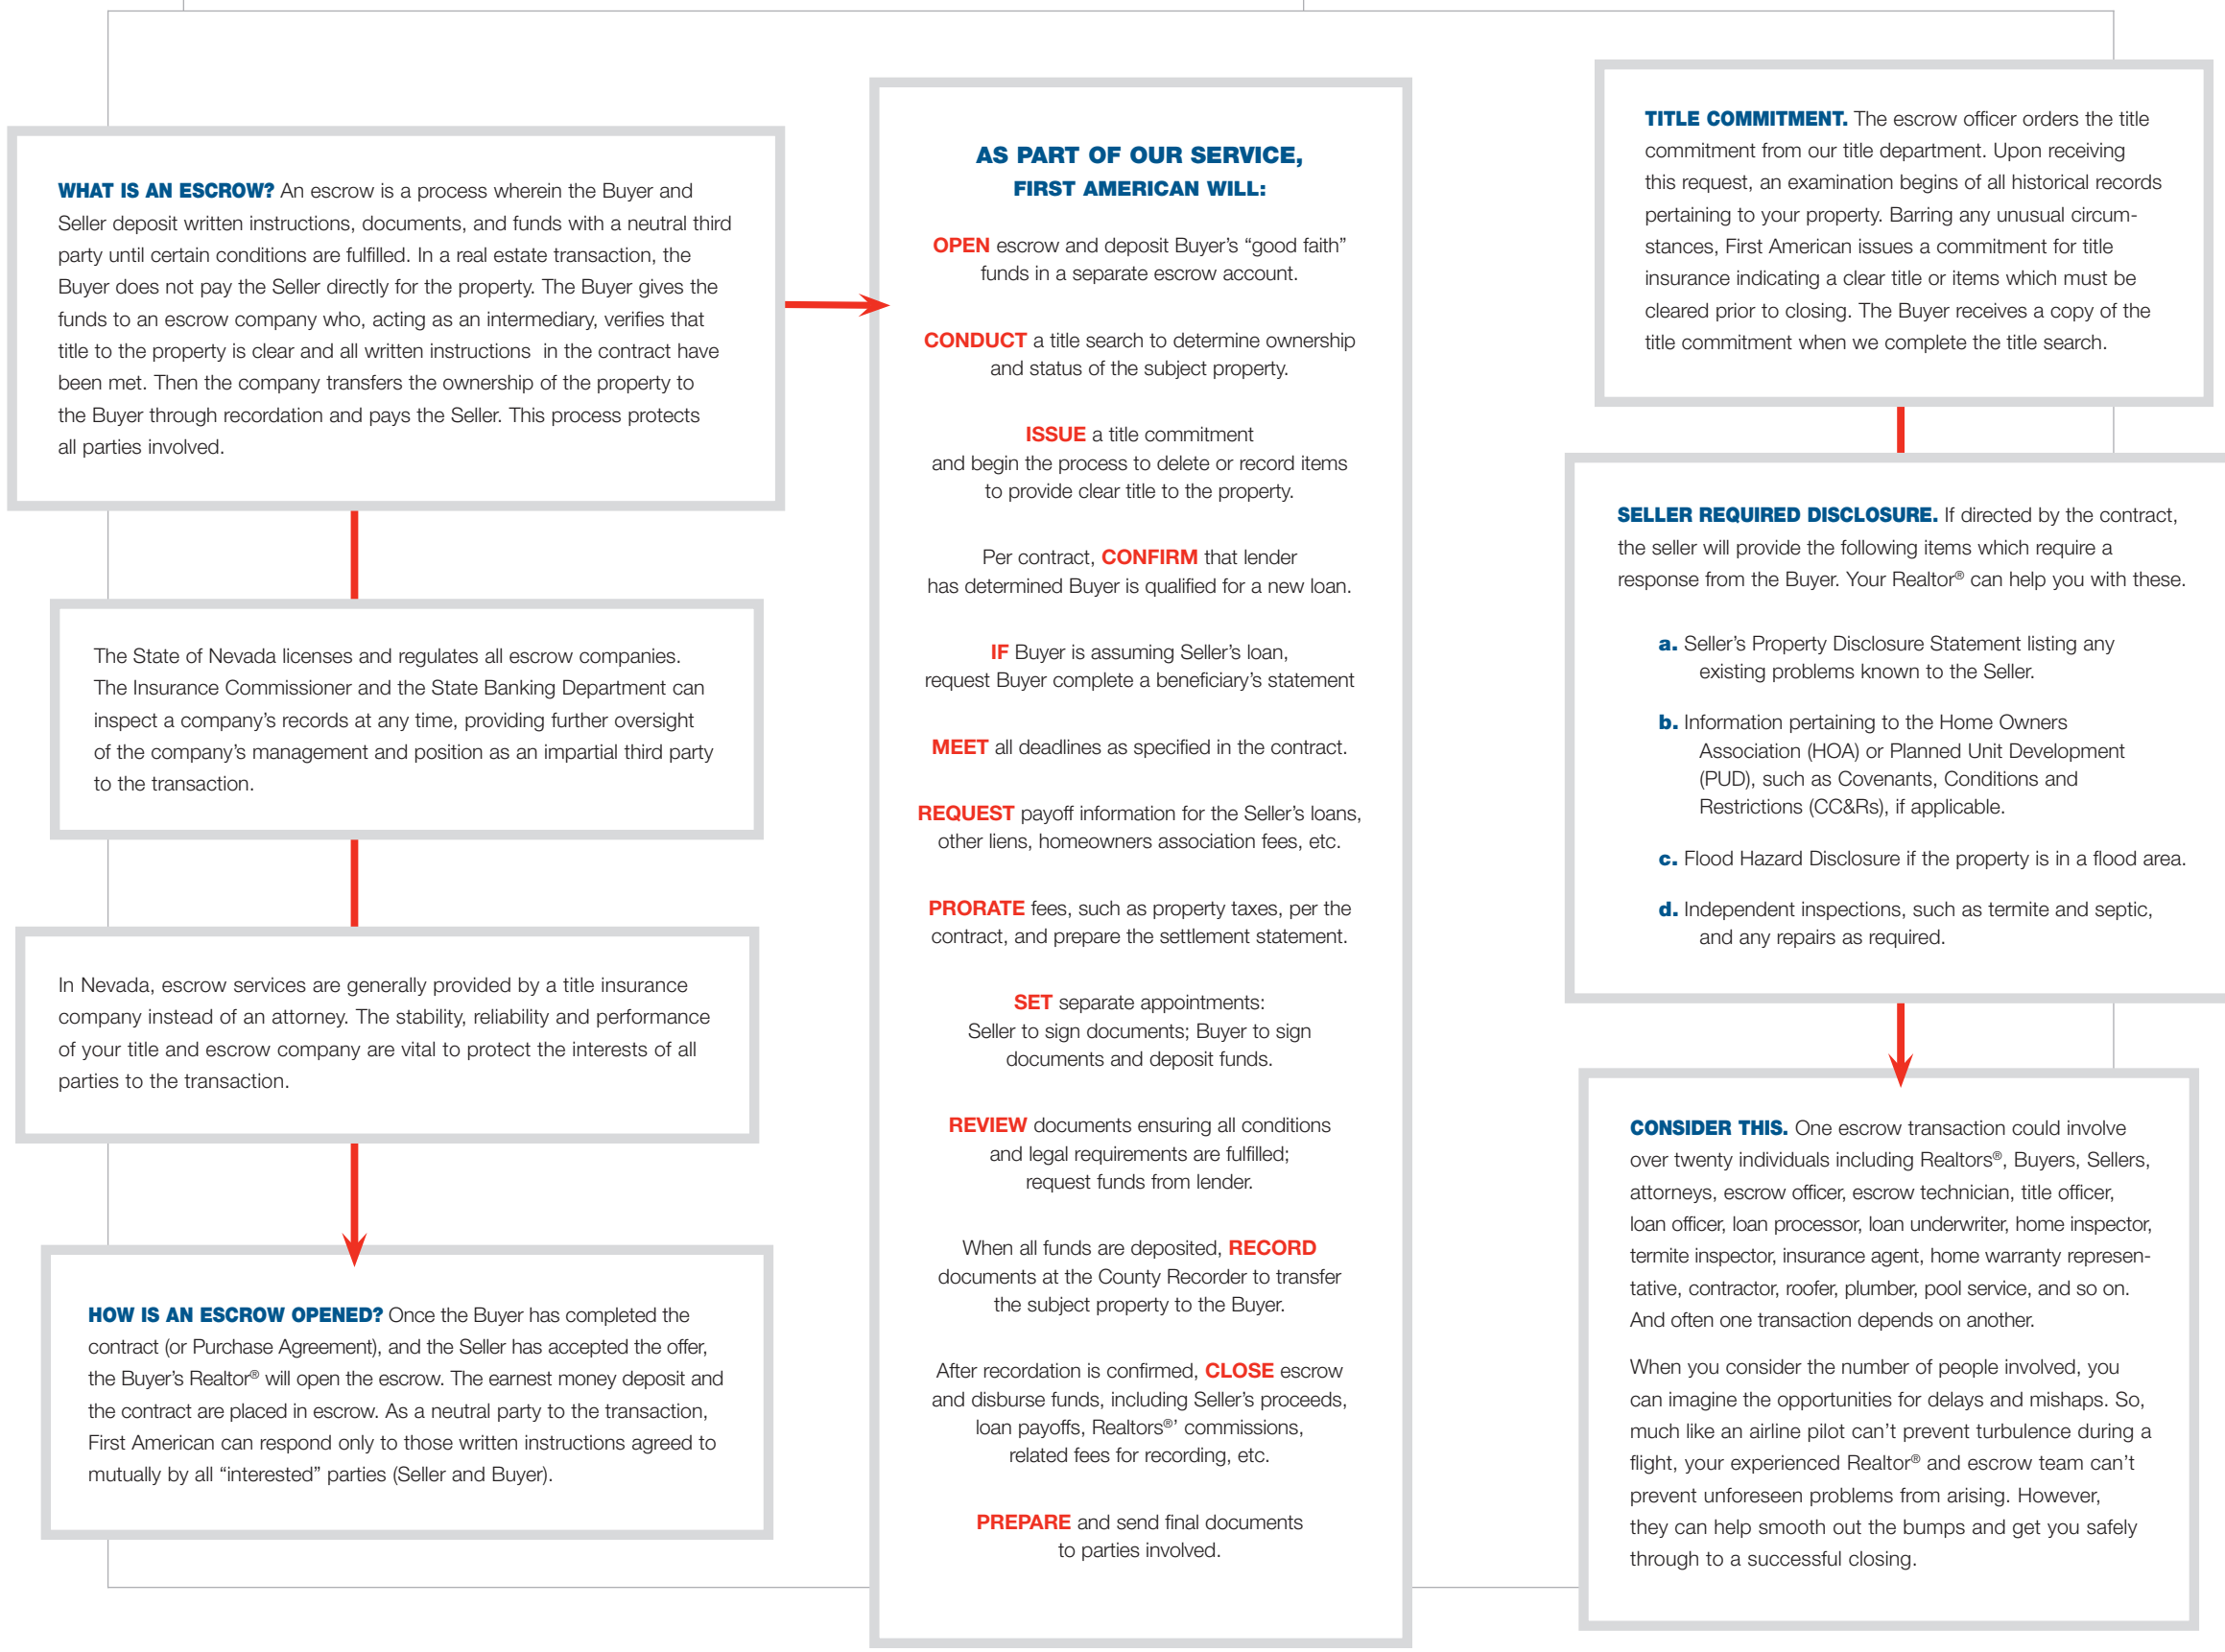 WHAT IS AN ESCROW? An escrow is a process wherein the Buyer and
Seller deposit written instructions, documents, and funds with a neutral third
party until certain conditions are fulfilled. In a real estate transaction, the
Buyer does not pay the Seller directly for the property. The Buyer gives the
funds to an escrow company who, acting as an intermediary, verifies that
title to the property is clear and all written instructions in the contract have
been met. Then the company transfers the ownership of the property to
the Buyer through recordation and pays the Seller. This process protects
all parties involved.
The State of Nevada licenses and regulates all escrow companies.
The Insurance Commissioner and the State Banking Department can
inspect a company's records at any time, providing further oversight
of the company's management and position as an impartial third party
to the transaction.
In Nevada, escrow services are generally provided by a title insurance
company instead of an attorney. The stability, reliability and performance
of your title and escrow company are vital to protect the interests of all
parties to the transaction.
HOW IS AN ESCROW OPENED? Once the Buyer has completed the
contract (or Purchase Agreement), and the Seller has accepted the offer,
the Buyer's Realtor® will open the escrow. The earnest money deposit and
the contract are placed in escrow. As a neutral party to the transaction,
First American can respond only to those written instructions agreed to
mutually by all “interested” parties (Seller and Buyer).
AS PART OF OUR SERVICE,
FIRST AMERICAN WILL:
OPEN escrow and deposit Buyer's “good faith”
funds in a separate escrow account.
CONDUCT a title search to determine ownership
and status of the subject property.
ISSUE a title commitment
and begin the process to delete or record items
to provide clear title to the property.
Per contract, CONFIRM that lender
has determined Buyer is qualified for a new loan.
IF Buyer is assuming Seller's loan,
request Buyer complete a beneficiary's statement
MEET all deadlines as specified in the contract.
REQUEST payoff information for the Seller's loans,
other liens, homeowners association fees, etc.
PRORATE fees, such as property taxes, per the
contract, and prepare the settlement statement.
SET separate appointments:
Seller to sign documents; Buyer to sign
documents and deposit funds.
REVIEW documents ensuring all conditions
and legal requirements are fulfilled;
request funds from lender.
When all funds are deposited, RECORD
documents at the County Recorder to transfer
the subject property to the Buyer.
After recordation is confirmed, CLOSE escrow
and disburse funds, including Seller's proceeds,
loan payoffs, Realtors®' commissions,
related fees for recording, etc.
PREPARE and send final documents
to parties involved.
TITLE COMMITMENT. The escrow officer orders the title
commitment from our title department. Upon receiving
this request, an examination begins of all historical records
pertaining to your property. Barring any unusual circum-
stances, First American issues a commitment for title
insurance indicating a clear title or items which must be
cleared prior to closing. The Buyer receives a copy of the
title commitment when we complete the title search.
SELLER REQUIRED DISCLOSURE. If directed by the contract,
the seller will provide the following items which require a
response from the Buyer. Your Realtor® can help you with these.
a. Seller's Property Disclosure Statement listing any
existing problems known to the Seller.
b. Information pertaining to the Home Owners
Association (HOA) or Planned Unit Development
(PUD), such as Covenants, Conditions and
Restrictions (CC&Rs), if applicable.
c. Flood Hazard Disclosure if the property is in a flood area.
d. Independent inspections, such as termite and septic,
and any repairs as required.
CONSIDER THIS. One escrow transaction could involve
over twenty individuals including Realtors®, Buyers, Sellers,
attorneys, escrow officer, escrow technician, title officer,
loan officer, loan processor, loan underwriter, home inspector,
termite inspector, insurance agent, home warranty represen-
tative, contractor, roofer, plumber, pool service, and so on.
And often one transaction depends on another.
When you consider the number of people involved, you
can imagine the opportunities for delays and mishaps. So,
much like an airline pilot can't prevent turbulence during a
flight, your experienced Realtor® and escrow team can't
prevent unforeseen problems from arising. However,
they can help smooth out the bumps and get you safely
through to a successful closing.